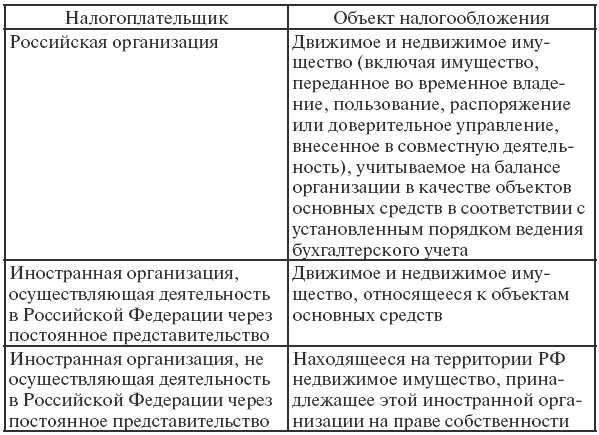 Налогоплательщик
Объект налогообложения
Российская организация
Движимое и недвижимое иму-
щество (включая имущество,
переданное во временное владе-
ние, пользование, распоряжение
или доверительное управление,
внесенное в совместную деятель-
ность), учитываемое на балансе
организации в качестве объектов
основных средств в соответствии с
установленным порядком ведения
бухгалтерского учета
Иностранная организация,
осуществляющая деятельность
в Российской Федерации через
постоянное представительство
Движимое и недвижимое иму-
щество, относящееся к объектам
основных средств
Иностранная организация, не
осуществляющая деятельность
в Российской Федерации через
постоянное представительство
Находящееся на территории РФ
недвижимое имущество, прина-
длежащее этой иностранной орга-
низации на праве собственности